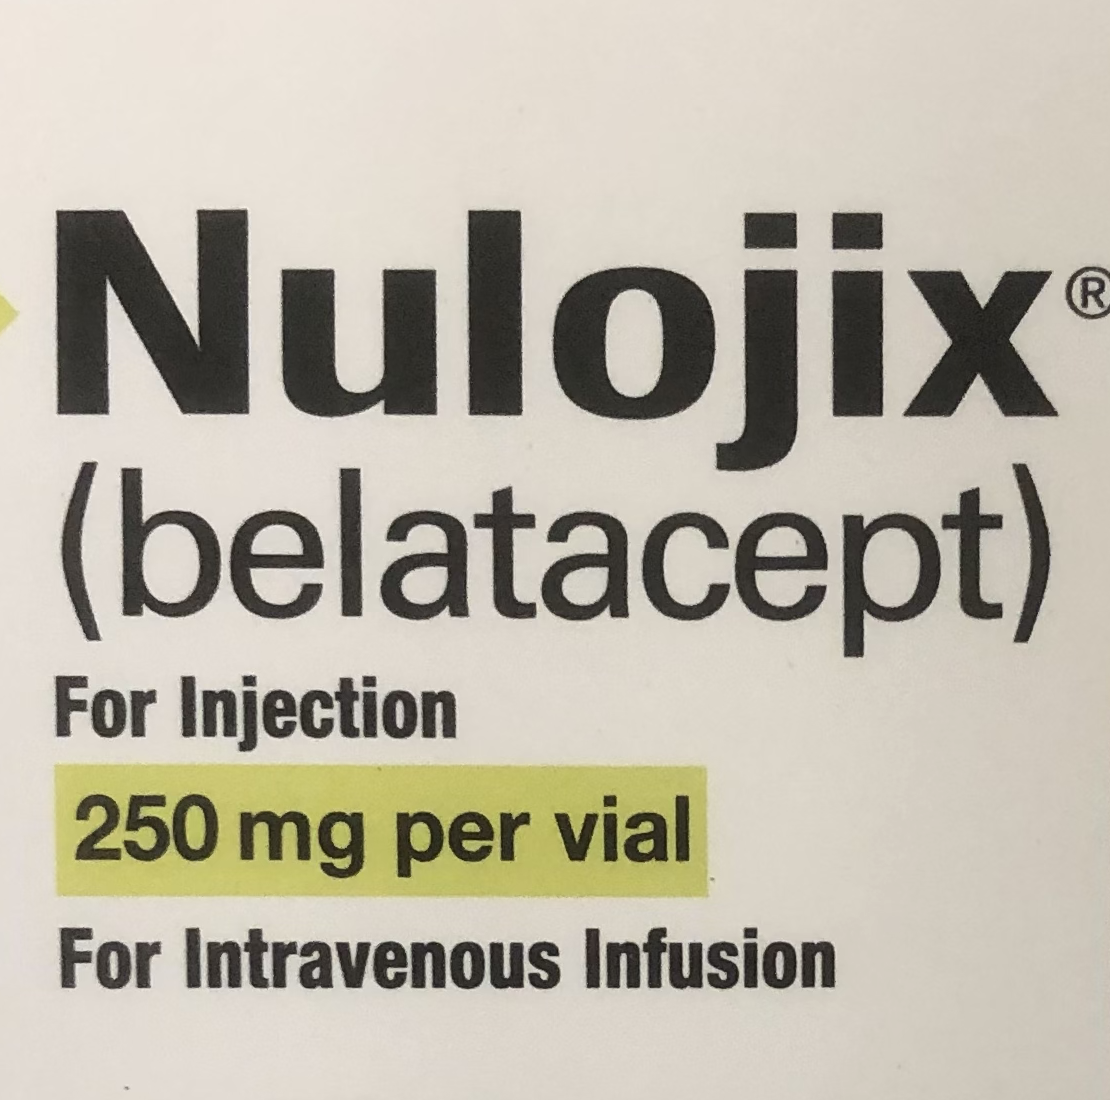 Nulojix®
(belatacept)
For Injection
250 mg per vial
For Intravenous Infusion